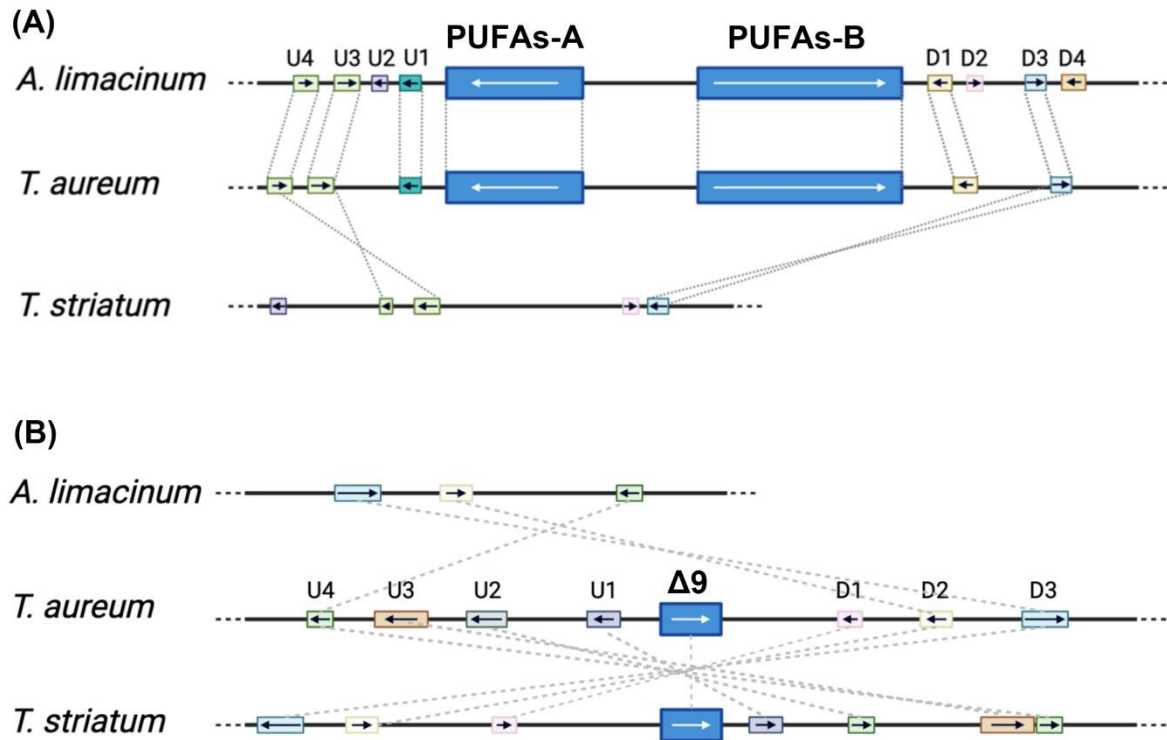 (A)
PUFAs-A PUFAs-B
U4 U3 U2 U1 D1 D2 D3 D4
A. limacinum
T. aureum
T. striatum
(B)
A. limacinum
U4 U3 U2 U1 Δ9 D1 D2 D3
T. aureum
T. striatum